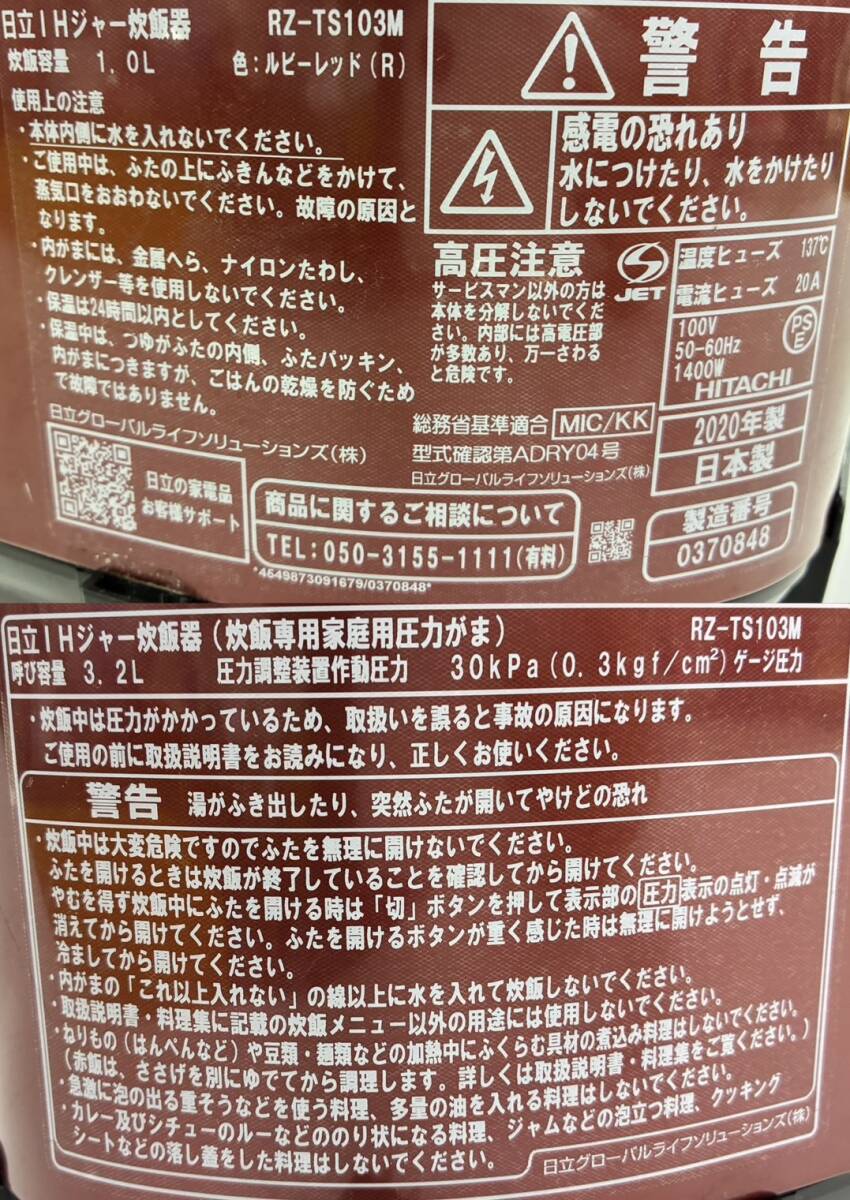 日立IHジャー炊飯器 RZ-TS103M
炊飯容量 1.0L 色:ルビーレッド(R)
使用上の注意
・本体内側に水を入れないでください。
・ご使用中は、ふたの上にふきんなどをかけて、
蒸気口をおおわないでください。故障の原因と
なります。
・内がまには、金属へら、ナイロンたわし、
クレンザー等を使用しないでください。
・保温は24時間以内としてください。
・保温中は、つゆがふたの内側、ふたパッキン、
内がまにつきますが、ごはんの乾燥を防ぐため
で故障ではありません。
日立グローバルライフソリューションズ(株)
日立の家電品
お客様サポート
警告
感電の恐れあり
水につけたり、水をかけたり
しないでください。
高圧注意
サービスマン以外の方は
本体を分解しないでくだ
さい。内部には高電圧部
が多数あり、万一さわる
と危険です。
JET
温度ヒューズ 137℃
電流ヒューズ 20A
100V
50-60Hz
1400W
PSE
HITACHI
総務省基準適合 MIC/KK
型式確認第ADRY04号
日立グローバルライフソリューションズ(株)
2020年製
日本製
商品に関するご相談について
TEL:050-3155-1111(有料)
製造番号
0370848
*4549873091679/0370848*
日立IHジャー炊飯器(炊飯専用家庭用圧力がま) RZ-TS103M
呼び容量 3.2L 圧力調整装置作動圧力 30kPa(0.3kgf/cm²)ゲージ圧力
・炊飯中は圧力がかかっているため、取扱いを誤ると事故の原因になります。
ご使用の前に取扱説明書をお読みになり、正しくお使いください。
警告 湯がふき出したり、突然ふたが開いてやけどの恐れ
・炊飯中は大変危険ですのでふたを無理に開けないでください。
ふたを開けるときは炊飯が終了していることを確認してから開けてください。
やむを得ず炊飯中にふたを開ける時は「切」ボタンを押して表示部の圧力表示の点灯・点滅が
消えてから開けてください。ふたを開けるボタンが重く感じた時は無理に開けようとせず、
冷ましてから開けてください。
・内がまの「これ以上入れない」の線以上に水を入れて炊飯しないでください。
・取扱説明書・料理集に記載の炊飯メニュー以外の用途には使用しないでください。
・ねりもの(はんぺんなど)や豆類・麺類などの加熱中にふくらむ具材の煮込み料理はしないでください。
(赤飯は、ささげを別にゆでてから調理します。詳しくは取扱説明書・料理集をご覧ください。)
・急激に泡の出る重そうなどを使う料理、多量の油を入れる料理はしないでください。
・カレー及びシチューのルーなどののり状になる料理、ジャムなどの泡立つ料理、クッキング
シートなどの落し蓋をした料理はしないでください。
日立グローバルライフソリューションズ(株)